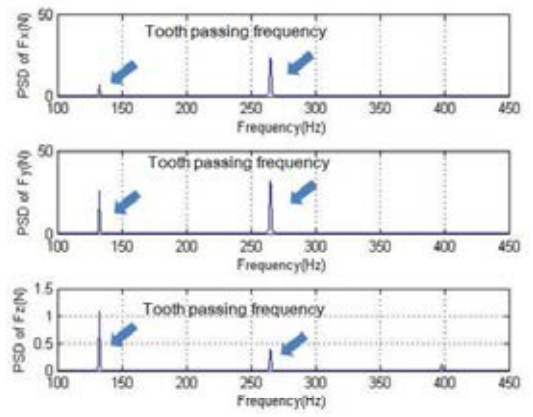 50
Tooth passing frequency
PSD of Fx(N)
0
100 150 200 250 300 350 400 450
Frequency(Hz)
50
Tooth passing frequency
PSD of Fy(N)
0
100 150 200 250 300 350 400 450
Frequency(Hz)
1.5
Tooth passing frequency
1
PSD of Fz(N)
0.5
0
100 150 200 250 300 350 400 450
Frequency(Hz)